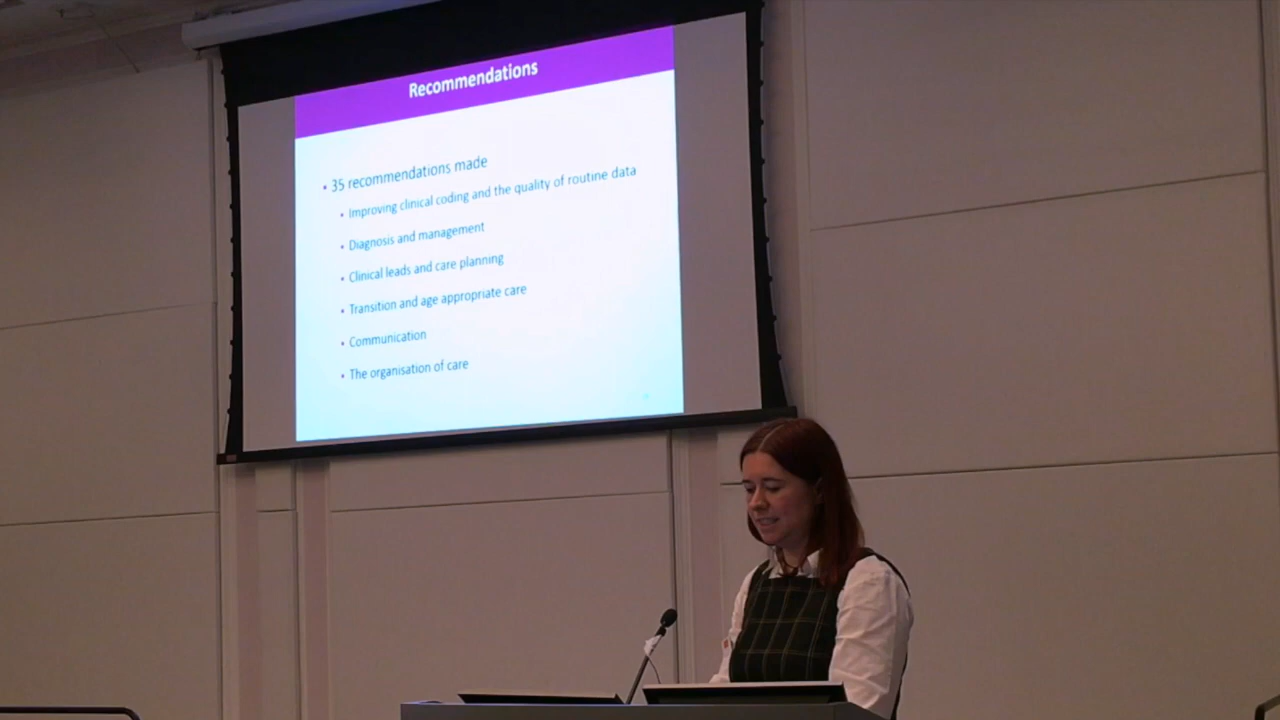 Recommendations
• 35 recommendations made
• Improving clinical coding and the quality of routine data
• Diagnosis and management
• Clinical leads and care planning
• Transition and age appropriate care
• Communication
• The organisation of care